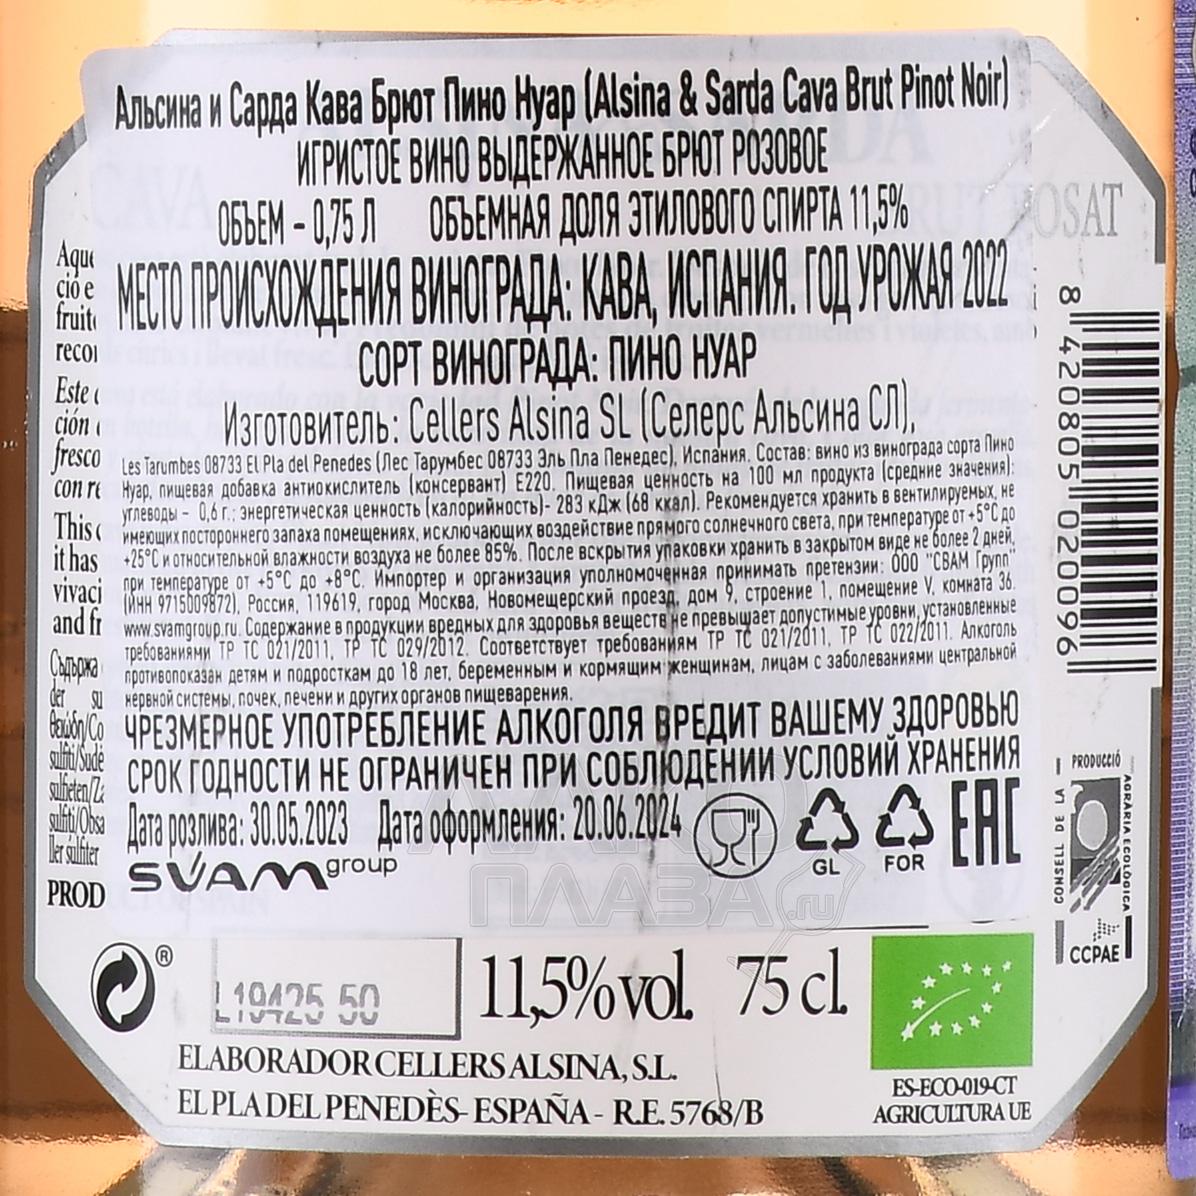 Альсина и Сарда Кава Брют Пино Нуар (Alsina & Sarda Cava Brut Pinot Noir)
ИГРИСТОЕ ВИНО ВЫДЕРЖАННОЕ БРЮТ РОЗОВОЕ
ОБЪЕМ – 0,75 Л ОБЪЕМНАЯ ДОЛЯ ЭТИЛОВОГО СПИРТА 11,5%
МЕСТО ПРОИСХОЖДЕНИЯ ВИНОГРАДА: КАВА, ИСПАНИЯ. ГОД УРОЖАЯ 2022
СОРТ ВИНОГРАДА: ПИНО НУАР
Изготовитель: Cellers Alsina SL (Селерс Альсина СЛ),
Les Tarumbes 08733 El Pla del Penedes (Лес Тарумбес 08733 Эль Пла Пенедес), Испания. Состав: вино из винограда сорта Пино
Нуар, пищевая добавка антиокислитель (консервант) Е220. Пищевая ценность на 100 мл продукта (средние значения):
углеводы – 0,6 г.; энергетическая ценность (калорийность)- 283 кДж (68 ккал). Рекомендуется хранить в вентилируемых, не
имеющих постороннего запаха помещениях, исключающих воздействие прямого солнечного света, при температуре от +5°С до
+25°С и относительной влажности воздуха не более 85%. После вскрытия упаковки хранить в закрытом виде не более 2 дней,
при температуре от +5°С до +8°С. Импортер и организация уполномоченная принимать претензии: ООО "СВАМ Групп"
(ИНН 9715009872), Россия, 119619, город Москва, Новомещерский проезд, дом 9, строение 1, помещение V, комната 36.
www.svamgroup.ru. Содержание в продукции вредных для здоровья веществ не превышает допустимые уровни, установленные
требованиями ТР ТС 021/2011, ТР ТС 029/2012. Соответствует требованиям ТР ТС 021/2011, ТР ТС 022/2011. Алкоголь
противопоказан детям и подросткам до 18 лет, беременным и кормящим женщинам, лицам с заболеваниями центральной
нервной системы, почек, печени и других органов пищеварения.
ЧРЕЗМЕРНОЕ УПОТРЕБЛЕНИЕ АЛКОГОЛЯ ВРЕДИТ ВАШЕМУ ЗДОРОВЬЮ
СРОК ГОДНОСТИ НЕ ОГРАНИЧЕН ПРИ СОБЛЮДЕНИИ УСЛОВИЙ ХРАНЕНИЯ
Дата розлива: 30.05.2023 Дата оформления: 20.06.2024
SVAM group
GL FOR EAC
CAVA
BRUT ROSAT
8 420805 020096
PRODUCCIÓ
AGRÀRIA ECOLÒGICA
CONSELL DE LA
CCPAE
АЛКО
ПЛАЗА.ru
PROD
®
L19425 50
11,5%vol. 75 cl.
ELABORADOR CELLERS ALSINA, S.L.
EL PLA DEL PENEDÈS - ESPAÑA - R.E. 5768/B
ES-ECO-019-CT
AGRICULTURA UE